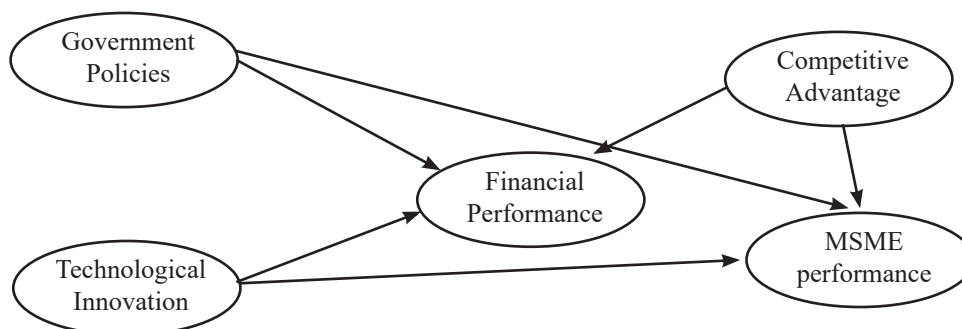 Government
Policies
Competitive
Advantage
Financial
Performance
Technological
Innovation
MSME
performance